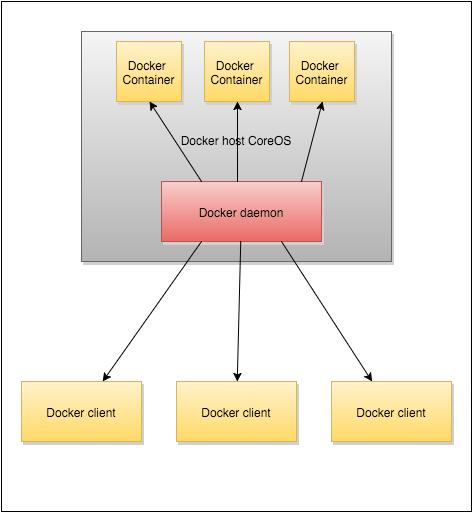 Docker
Container
Docker
Container
Docker
Container
Docker host CoreOS
Docker daemon
Docker client
Docker client
Docker client